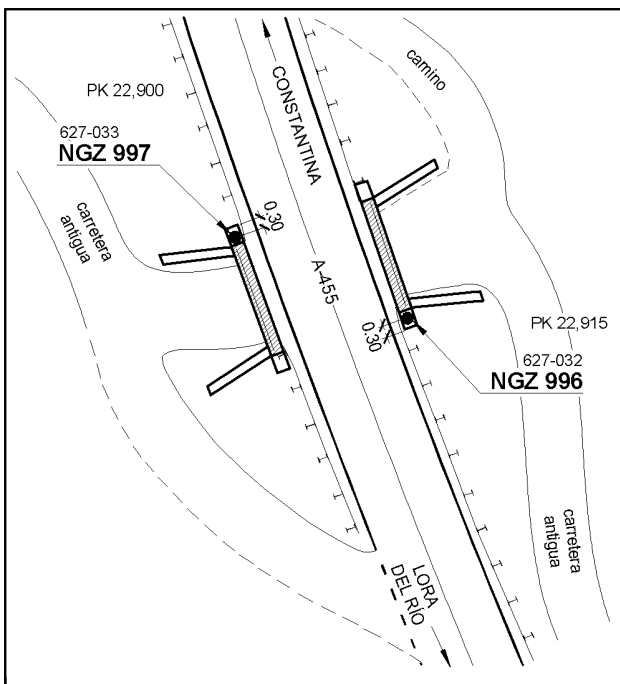 camino
PK 22,900
CONSTANTINA
627-033
NGZ 997
0.30
carretera
antigua
A-455
0.30
PK 22,915
627-032
NGZ 996
carretera
antigua
LORA
DEL RÍO